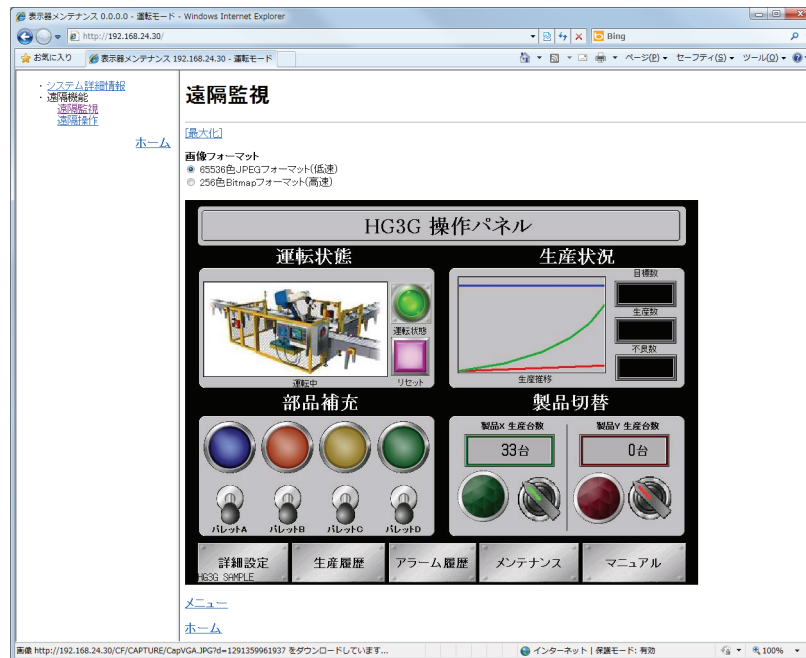 表示器メンテナンス 0.0.0.0 - 運転モード - Windows Internet Explorer
http://192.168.24.30/
Bing
お気に入り
表示器メンテナンス 192.168.24.30 - 運転モード
ページ(P)
セーフティ(S)
ツール(O)
・システム詳細情報
・遠隔機能
遠隔監視
遠隔操作
ホーム
遠隔監視
[最大化]
画像フォーマット
65536色JPEGフォーマット(低速)
256色Bitmapフォーマット(高速)
HG3G 操作パネル
運転状態
生産状況
運転状態
リセット
運転中
目標数
生産数
不良数
生産推移
部品補充
製品切替
パレットA
パレットB
パレットC
パレットD
製品X 生産台数
製品Y 生産台数
33台
0台
詳細設定
生産履歴
アラーム履歴
メンテナンス
マニュアル
HG3G SAMPLE
メニュー
ホーム
画像 http://192.168.24.30/CF/CAPTURE/CapVGA.JPG?d=1291359961937 をダウンロードしています...
インターネット | 保護モード: 有効
100%